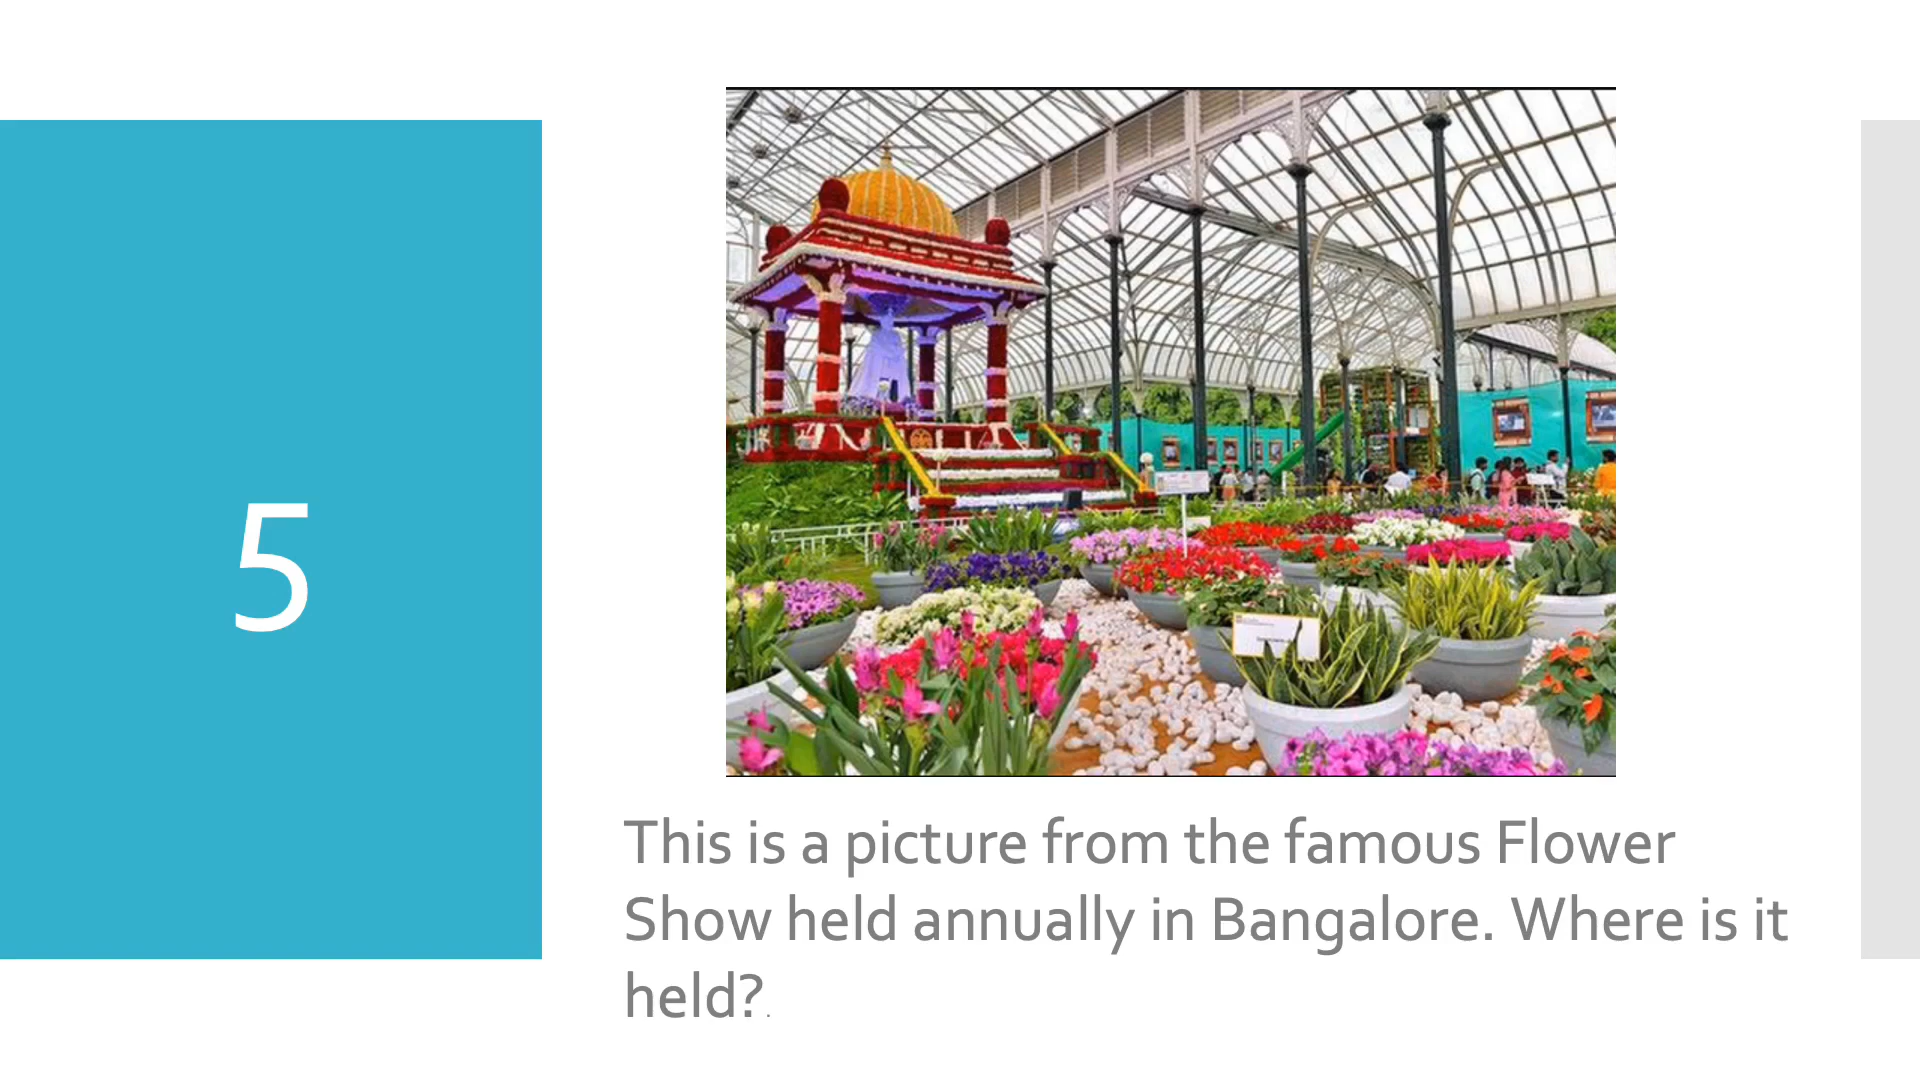 5
This is a picture from the famous Flower
Show held annually in Bangalore. Where is it
held?.